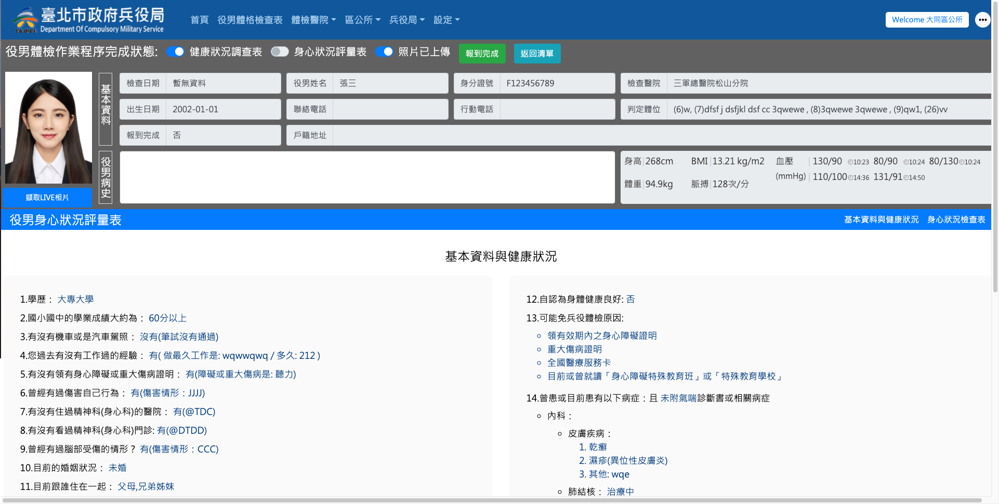 臺北市政府兵役局
TAIPEI Department Of Compulsory Military Service
首頁 役男體格檢查表 體檢醫院 區公所 兵役局 設定
Welcome 大同區公所
役男體檢作業程序完成狀態: 健康狀況調查表 身心狀況評量表 照片已上傳 報到完成 返回清單
基本資料
檢查日期 暫無資料 役男姓名 張三 身分證號 F123456789 檢查醫院 三軍總醫院松山分院
出生日期 2002-01-01 聯絡電話 行動電話 判定體位 (6)w, (7)dfsf j dsfjkl dsf cc 3qwewe , (8)3qwewe 3qwewe , (9)qw1, (26)vv
報到完成 否 戶籍地址
役男病史
身高 268cm BMI 13.21 kg/m2 血壓 130/90 10:23 80/90 10:24 80/130 10:24
(mmHg) 110/100 14:36 131/91 14:50
體重 94.9kg 脈搏 128次/分
擷取LIVE相片
役男身心狀況評量表 基本資料與健康狀況 身心狀況檢查表
基本資料與健康狀況
1.學歷： 大專大學
2.國小國中的學業成績大約為： 60分以上
3.有沒有機車或是汽車駕照： 沒有(筆試沒有通過)
4.您過去有沒有工作過的經驗： 有( 做最久工作是: wqwwqwq / 多久: 212 )
5.有沒有領有身心障礙或重大傷病證明： 有(障礙或重大傷病是: 聽力)
6.曾經有過傷害自己行為： 有(傷害情形：JJJJ)
7.有沒有住過精神科(身心科)的醫院： 有(@TDC)
8.有沒有看過精神科(身心科)門診: 有(@DTDD)
9.曾經有過腦部受傷的情形？ 有(傷害情形：CCC)
10.目前的婚姻狀況： 未婚
11.目前跟誰住在一起： 父母,兄弟姊妹
12.自認為身體健康良好: 否
13.可能免兵役體檢原因:
領有效期內之身心障礙證明
重大傷病證明
全國醫療服務卡
目前或曾就讀「身心障礙特殊教育班」或「特殊教育學校」
14.曾患或目前患有以下病症：且 未附氣喘診斷書或相關病症
內科：
皮膚疾病：
1. 乾癬
2. 濕疹(異位性皮膚炎)
3. 其他: wqe
肺結核： 治療中